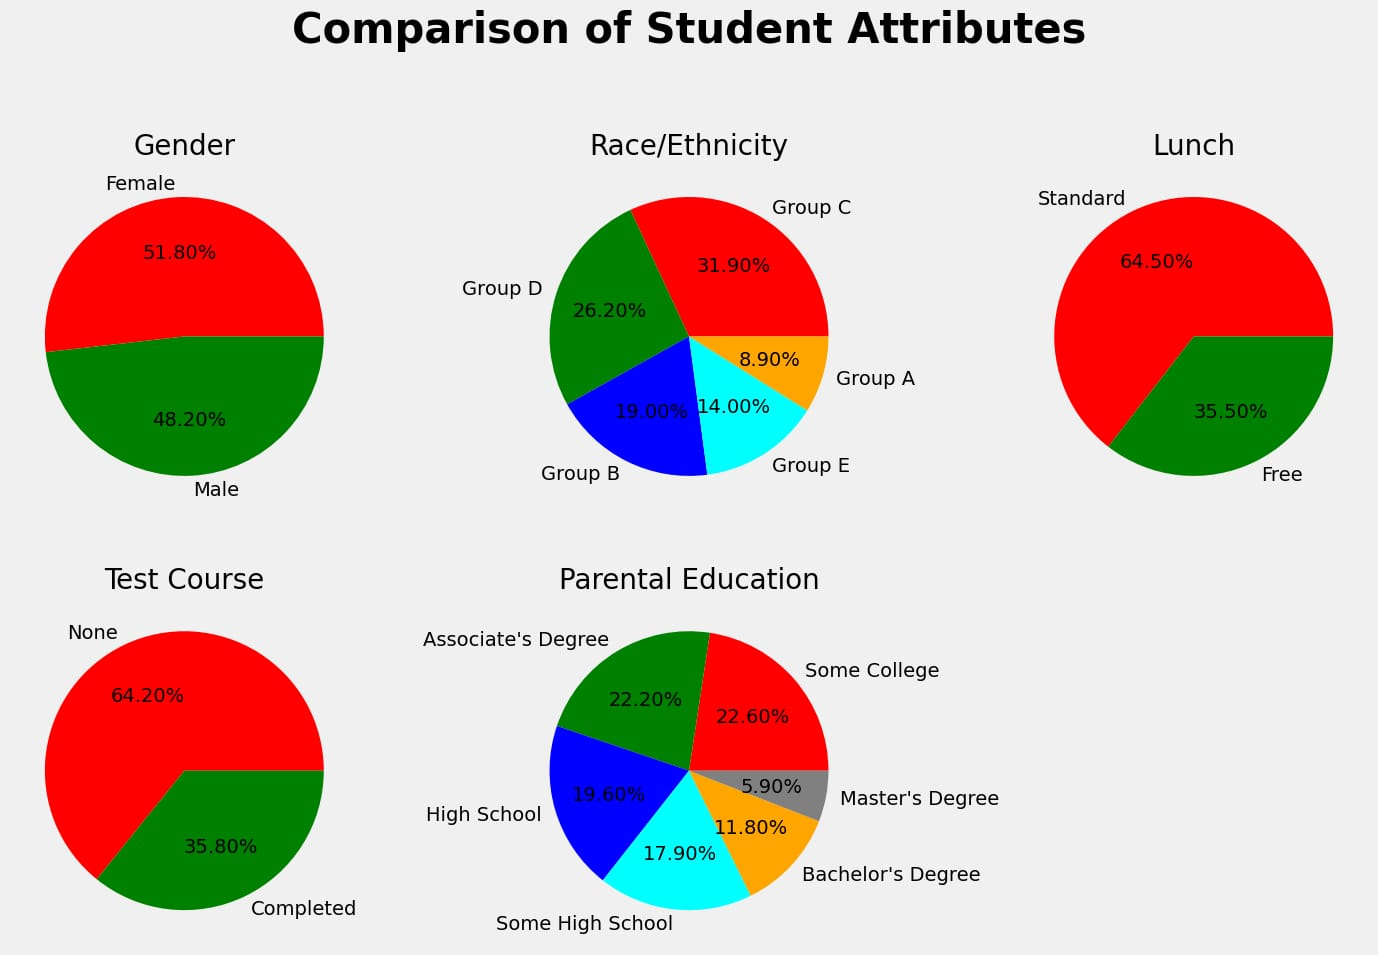 Comparison of Student Attributes
Gender
Female
51.80%
48.20%
Male
Race/Ethnicity
Group C
31.90%
Group D
26.20%
8.90%
Group A
19.00%
14.00%
Group B
Group E
Lunch
Standard
64.50%
35.50%
Free
Test Course
None
64.20%
35.80%
Completed
Parental Education
Associate's Degree
Some College
22.20%
22.60%
High School
19.60%
5.90%
Master's Degree
11.80%
17.90%
Bachelor's Degree
Some High School